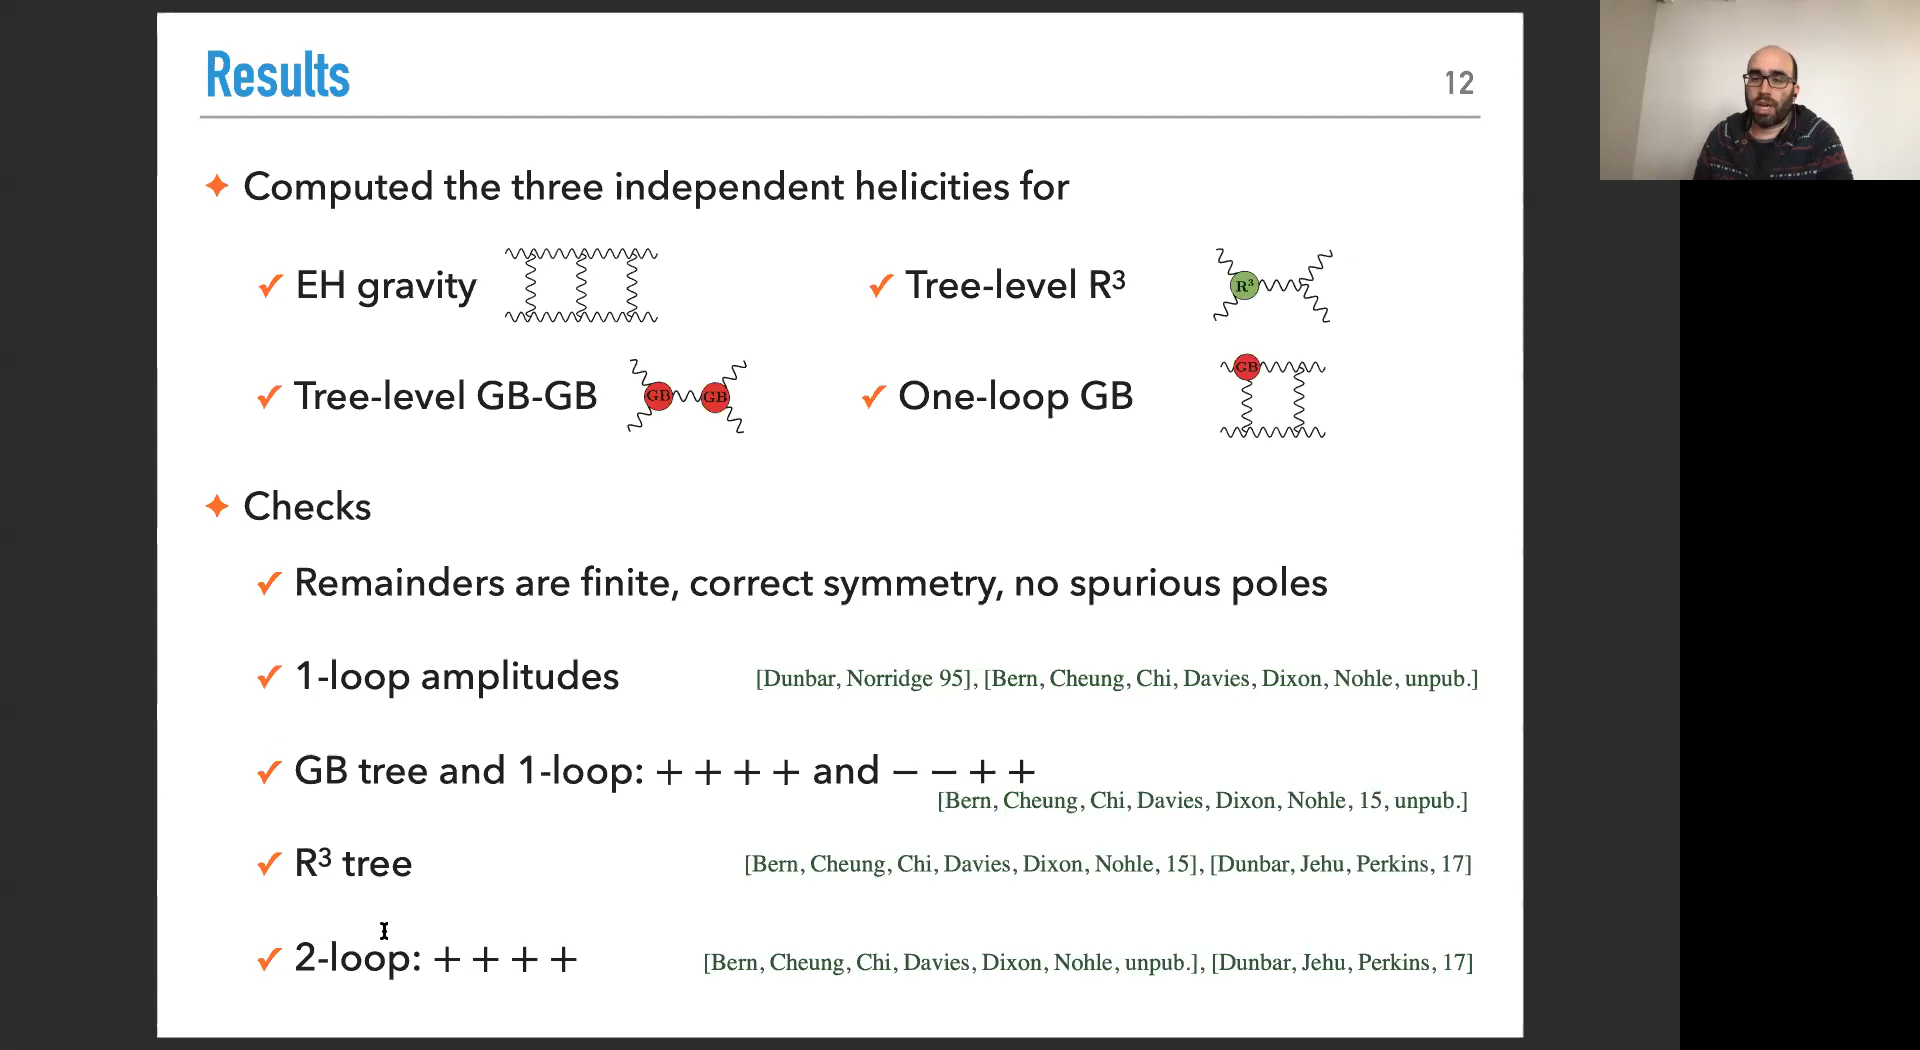 Results
12
Computed the three independent helicities for
EH gravity
Tree-level R³
R³
Tree-level GB-GB
GB GB
One-loop GB
GB
Checks
Remainders are finite, correct symmetry, no spurious poles
1-loop amplitudes [Dunbar, Norridge 95], [Bern, Cheung, Chi, Davies, Dixon, Nohle, unpub.]
GB tree and 1-loop: + + + + and − − + +
[Bern, Cheung, Chi, Davies, Dixon, Nohle, 15, unpub.]
R³ tree [Bern, Cheung, Chi, Davies, Dixon, Nohle, 15], [Dunbar, Jehu, Perkins, 17]
2-loop: + + + + [Bern, Cheung, Chi, Davies, Dixon, Nohle, unpub.], [Dunbar, Jehu, Perkins, 17]